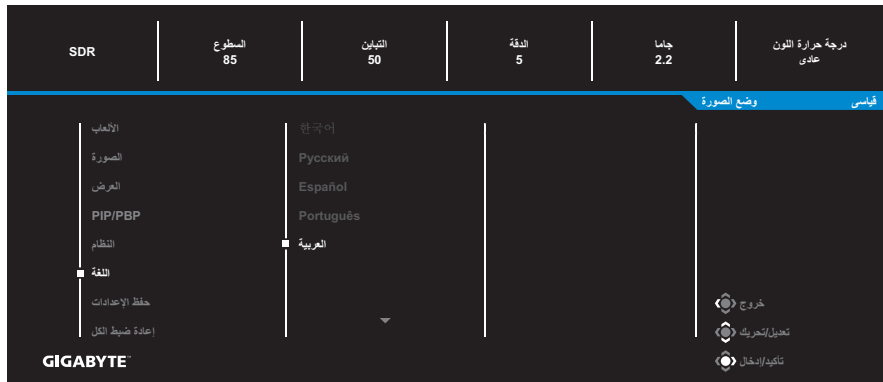 SDR
السطوع
85
التباين
50
الدقة
5
جاما
2.2
درجة حرارة اللون
عادى
قياسى
وضع الصورة
الألعاب
الصورة
العرض
PIP/PBP
النظام
اللغة
حفظ الإعدادات
إعادة ضبط الكل
한국어
Русский
Español
Português
العربية
خروج
تعديل/تحريك
تأكيد/إدخال
GIGABYTE™